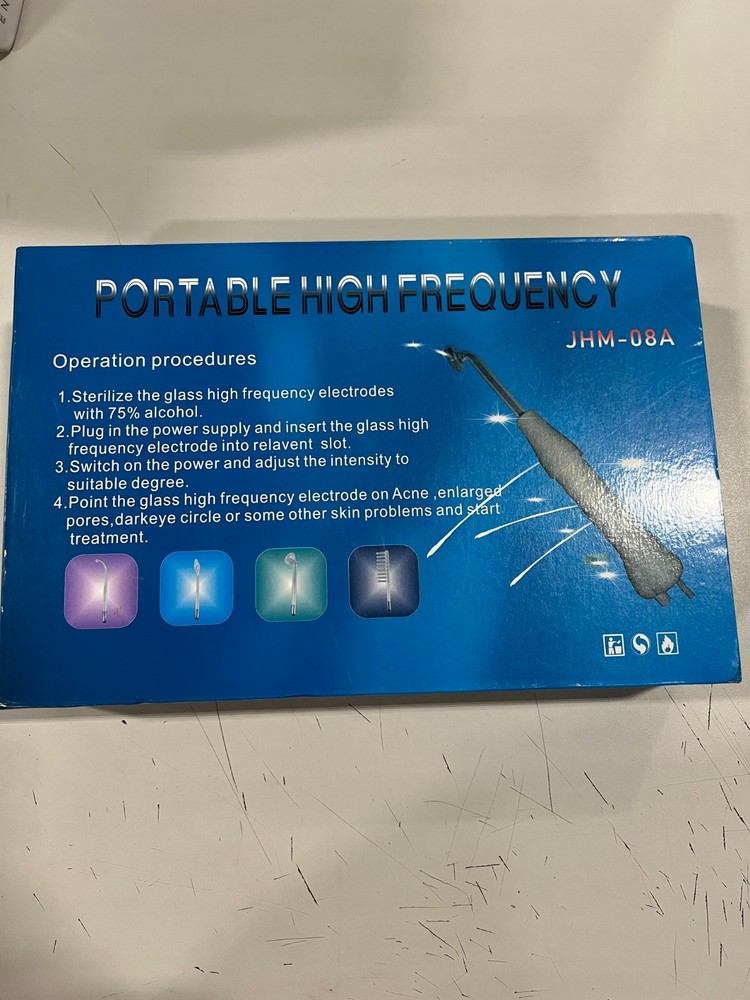 EN
PORTABLE HIGH FREQUENCY
JHM-08A
Operation procedures
1.Sterilize the glass high frequency electrodes
with 75% alcohol.
2.Plug in the power supply and insert the glass high
frequency electrode into relavent slot.
3.Switch on the power and adjust the intensity to
suitable degree.
4.Point the glass high frequency electrode on Acne ,enlarged
pores,darkeye circle or some other skin problems and start
treatment.